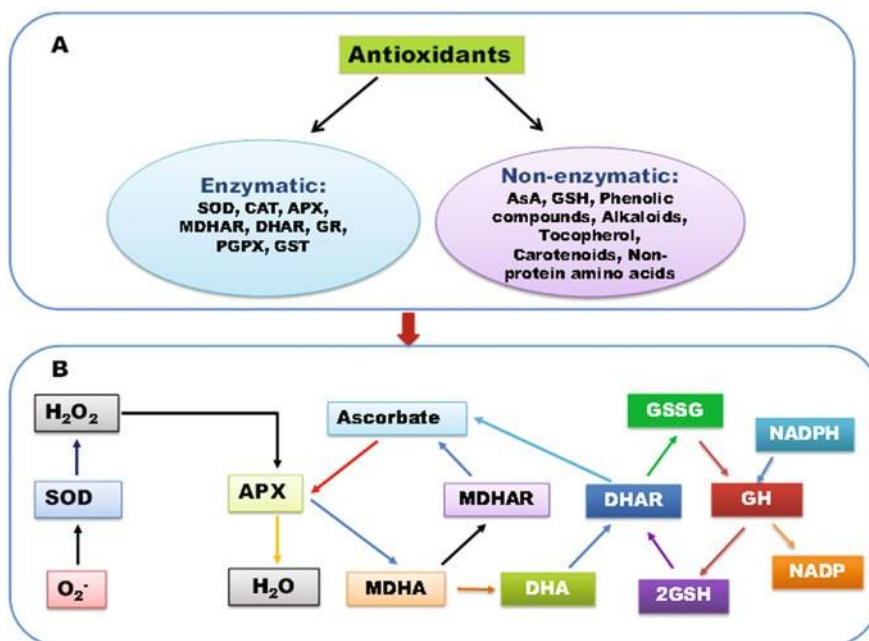 A
Antioxidants
Enzymatic:
SOD, CAT, APX,
MDHAR, DHAR, GR,
PGPX, GST
Non-enzymatic:
AsA, GSH, Phenolic
compounds, Alkaloids,
Tocopherol,
Carotenoids, Non-
protein amino acids
B
H₂O₂
Ascorbate
GSSG
NADPH
SOD
APX
MDHAR
DHAR
GH
O₂⁻
H₂O
MDHA
DHA
2GSH
NADP